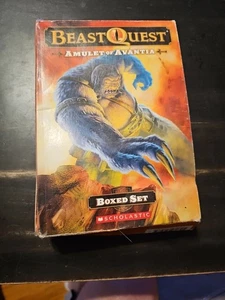 BEAST QUEST
AMULET OF AVANTIA
BOXED SET
SCHOLASTIC